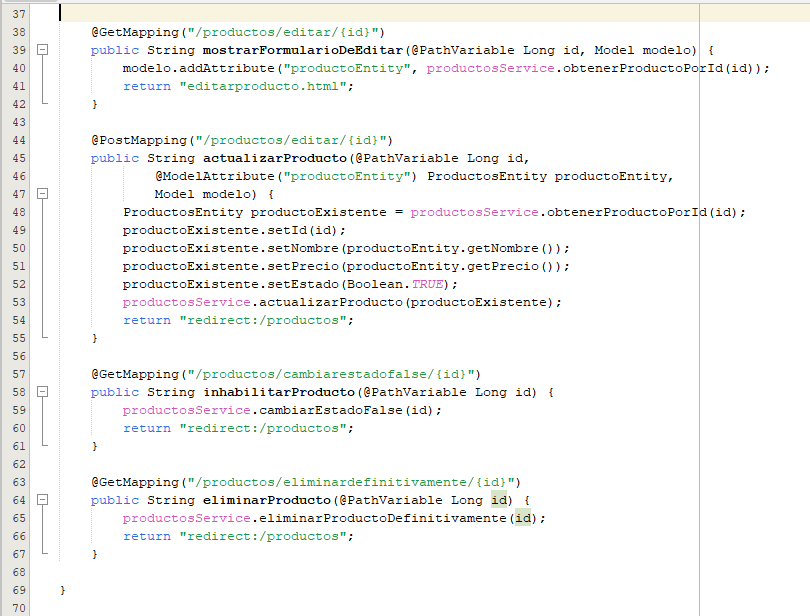 37
38 @GetMapping("/productos/editar/{id}")
39 public String mostrarFormularioDeEditar(@PathVariable Long id, Model modelo) {
40 modelo.addAttribute("productoEntity", productosService.obtenerProductoPorId(id));
41 return "editarproducto.html";
42 }
43
44 @PostMapping("/productos/editar/{id}")
45 public String actualizarProducto(@PathVariable Long id,
46 @ModelAttribute("productoEntity") ProductosEntity productoEntity,
47 Model modelo) {
48 ProductosEntity productoExistente = productosService.obtenerProductoPorId(id);
49 productoExistente.setId(id);
50 productoExistente.setNombre(productoEntity.getNombre());
51 productoExistente.setPrecio(productoEntity.getPrecio());
52 productoExistente.setEstado(Boolean.TRUE);
53 productosService.actualizarProducto(productoExistente);
54 return "redirect:/productos";
55 }
56
57 @GetMapping("/productos/cambiarestadofalse/{id}")
58 public String inhabilitarProducto(@PathVariable Long id) {
59 productosService.cambiarEstadoFalse(id);
60 return "redirect:/productos";
61 }
62
63 @GetMapping("/productos/eliminardefinitivamente/{id}")
64 public String eliminarProducto(@PathVariable Long id) {
65 productosService.eliminarProductoDefinitivamente(id);
66 return "redirect:/productos";
67 }
68
69 }
70